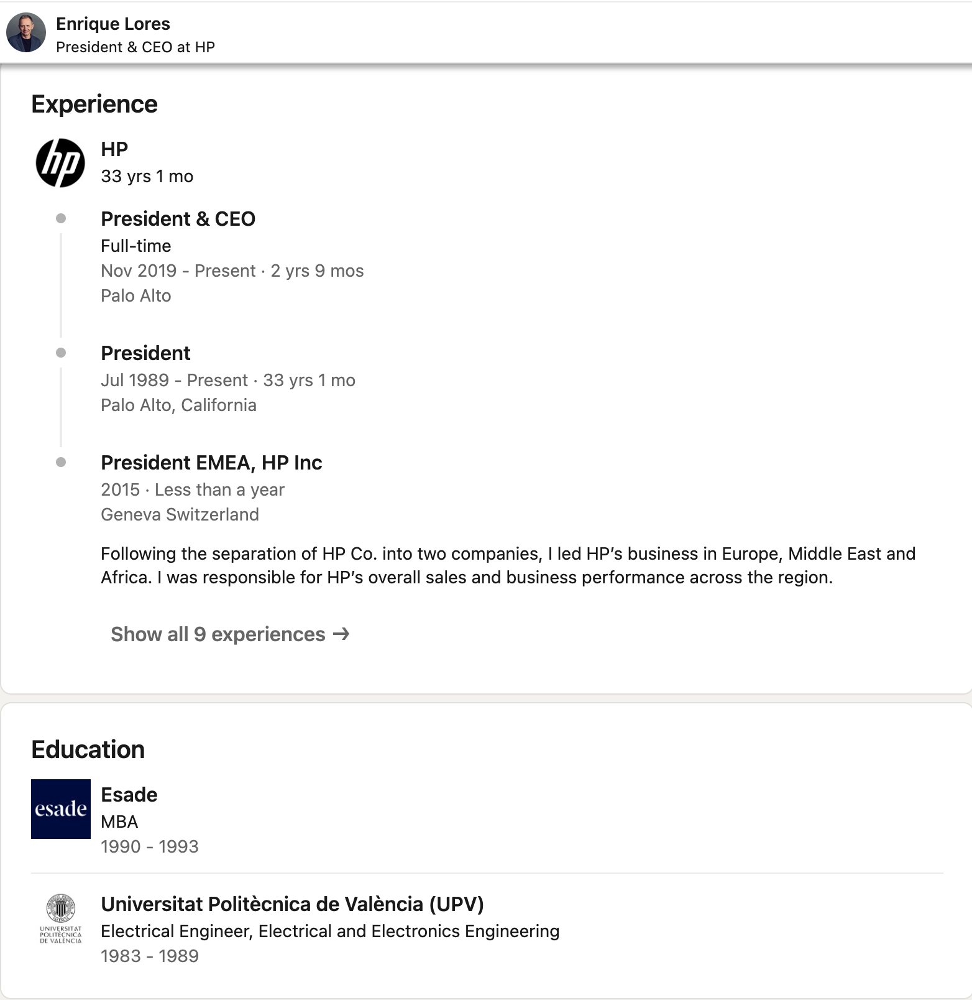 Enrique Lores
President & CEO at HP
Experience
hp
HP
33 yrs 1 mo
President & CEO
Full-time
Nov 2019 - Present · 2 yrs 9 mos
Palo Alto
President
Jul 1989 - Present · 33 yrs 1 mo
Palo Alto, California
President EMEA, HP Inc
2015 · Less than a year
Geneva Switzerland
Following the separation of HP Co. into two companies, I led HP’s business in Europe, Middle East and
Africa. I was responsible for HP’s overall sales and business performance across the region.
Show all 9 experiences →
Education
esade
Esade
MBA
1990 - 1993
UNIVERSITAT
POLITÈCNICA
DE VALÈNCIA
Universitat Politècnica de València (UPV)
Electrical Engineer, Electrical and Electronics Engineering
1983 - 1989